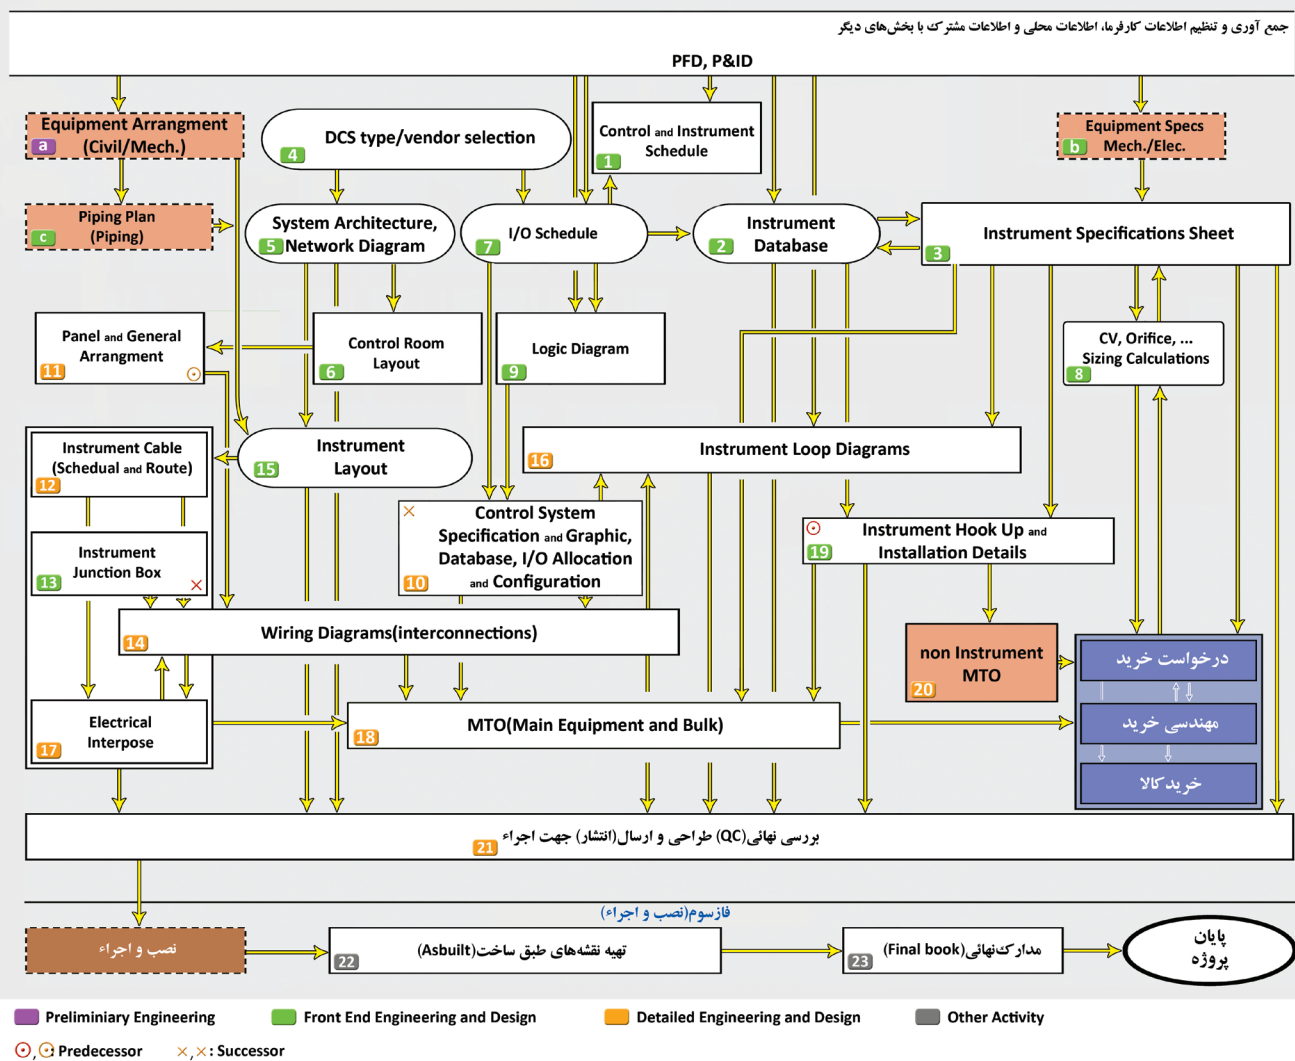 جمع آوری و تنظیم اطلاعات کارفرما، اطلاعات محلی و اطلاعات مشترک با بخش‌های دیگر
PFD, P&ID
Equipment Arrangment
(Civil/Mech.)
a
DCS type/vendor selection
4
Control and Instrument
Schedule
1
Equipment Specs
Mech./Elec.
b
Piping Plan
(Piping)
c
System Architecture,
Network Diagram
5
I/O Schedule
7
Instrument
Database
2
Instrument Specifications Sheet
3
Panel and General
Arrangment
11
Control Room
Layout
6
Logic Diagram
9
CV, Orifice, ...
Sizing Calculations
8
Instrument Cable
(Schedual and Route)
12
Instrument
Layout
15
Instrument Loop Diagrams
16
Instrument
Junction Box
13
Control System
Specification and Graphic,
Database, I/O Allocation
and Configuration
10
Instrument Hook Up and
Installation Details
19
Wiring Diagrams(interconnections)
14
non Instrument
MTO
20
درخواست خرید
مهندسی خرید
خرید کالا
Electrical
Interpose
17
MTO(Main Equipment and Bulk)
18
بررسی نهائی(QC) طراحی و ارسال(انتشار) جهت اجراء
21
فازسوم(نصب و اجراء)
نصب و اجراء
تهیه نقشه‌های طبق ساخت(Asbuilt)
22
مدارک‌نهائی(Final book)
23
پایان
پروژه
Preliminiary Engineering
Front End Engineering and Design
Detailed Engineering and Design
Other Activity
, : Predecessor
×, × : Successor